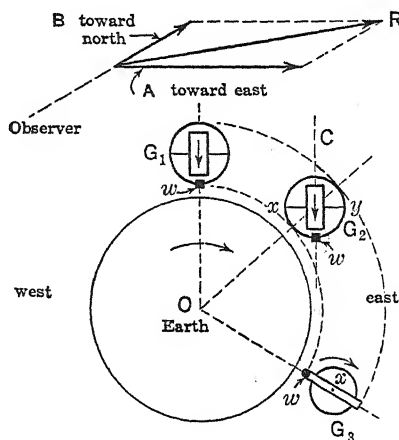 B toward
north
R
A toward east
Observer
C
G1
w
x
y
G2
w
west
O
Earth
east
x
w
G3